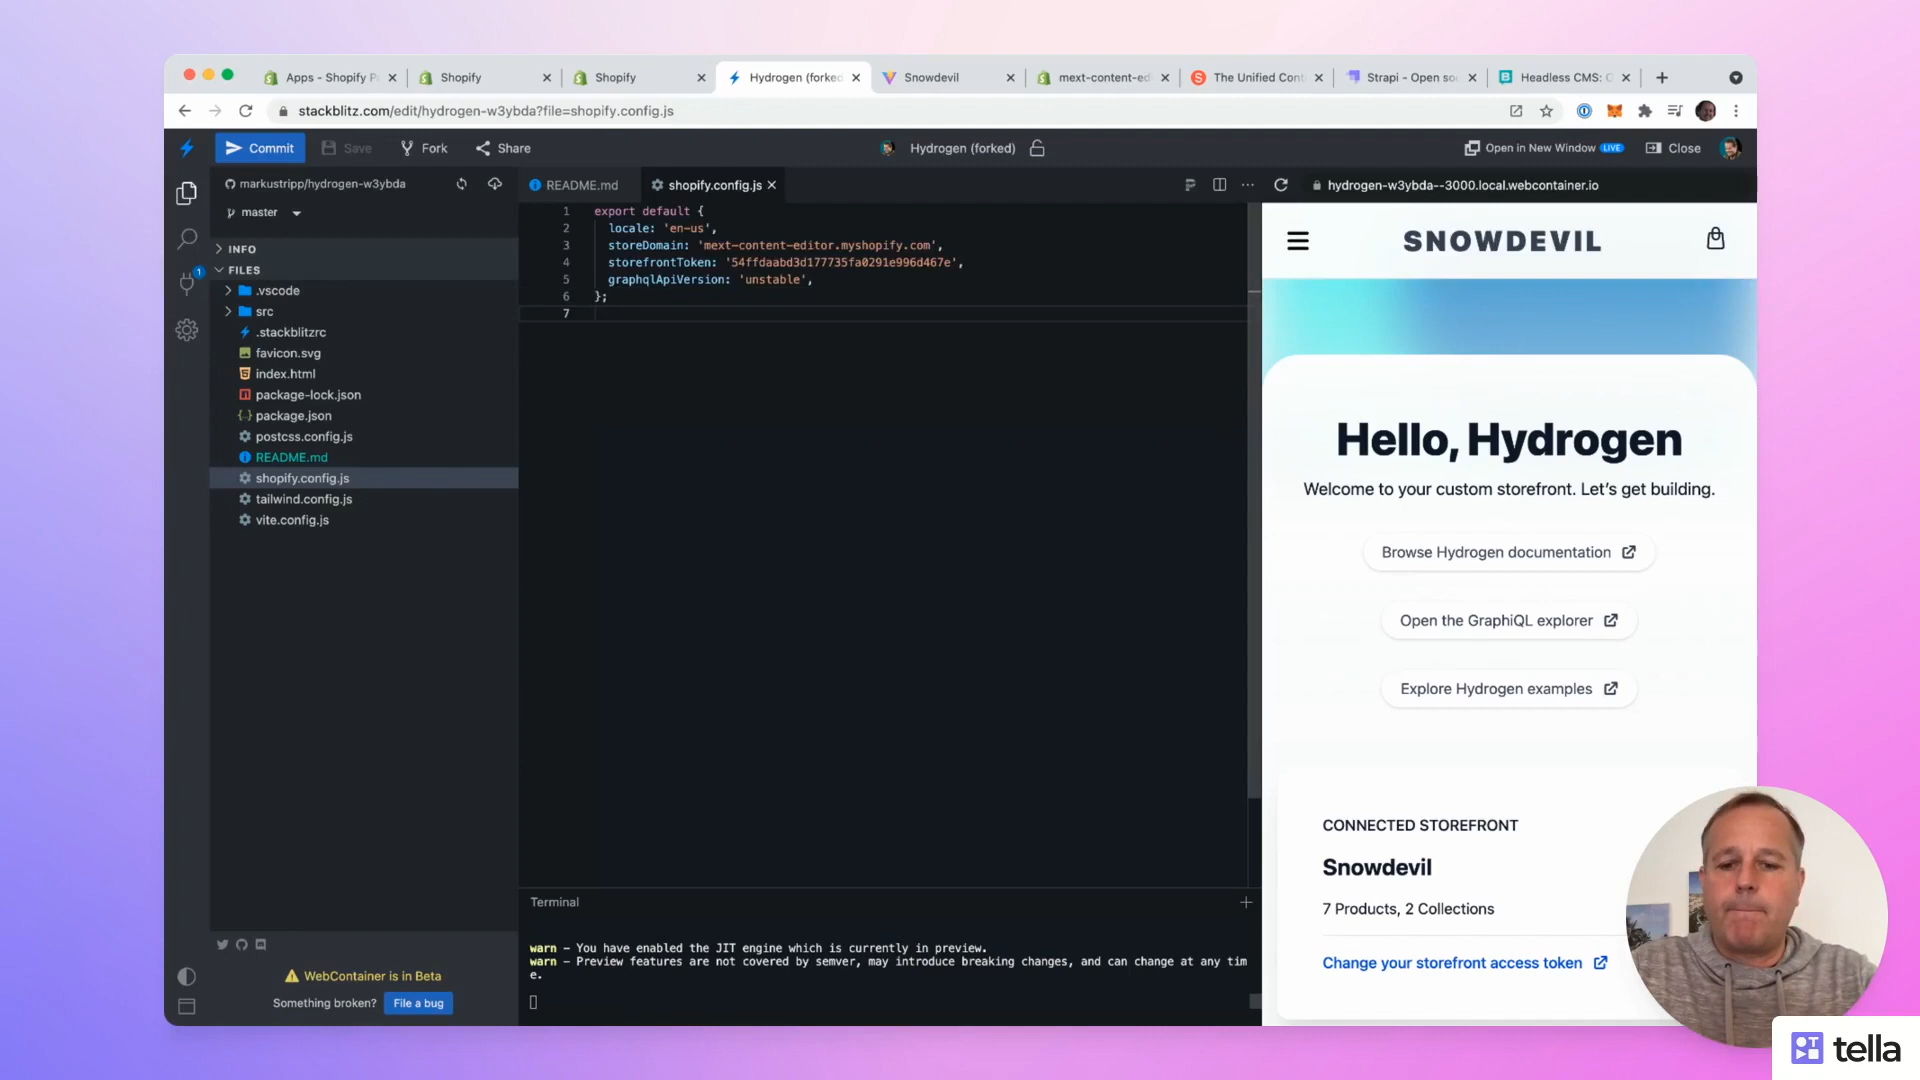 Apps - Shopify P
Shopify
Shopify
Hydrogen (forked
Snowdevil
mext-content-ed
The Unified Cont
Strapi - Open so
Headless CMS: C
stackblitz.com/edit/hydrogen-w3ybda?file=shopify.config.js
Commit
Save
Fork
Share
Hydrogen (forked)
Open in New Window LIVE
Close
markustripp/hydrogen-w3ybda
README.md
shopify.config.js
hydrogen-w3ybda--3000.local.webcontainer.io
master
1
INFO
FILES
.vscode
src
.stackblitzrc
favicon.svg
index.html
package-lock.json
package.json
postcss.config.js
README.md
shopify.config.js
tailwind.config.js
vite.config.js
1 export default {
2 locale: 'en-us',
3 storeDomain: 'mext-content-editor.myshopify.com',
4 storefrontToken: '54ffdaabd3d177735fa0291e996d467e',
5 graphqlApiVersion: 'unstable',
6 };
7
SNOWDEVIL
Hello, Hydrogen
Welcome to your custom storefront. Let's get building.
Browse Hydrogen documentation
Open the GraphiQL explorer
Explore Hydrogen examples
CONNECTED STOREFRONT
Snowdevil
7 Products, 2 Collections
Change your storefront access token
Terminal
warn - You have enabled the JIT engine which is currently in preview.
warn - Preview features are not covered by semver, may introduce breaking changes, and can change at any tim
e.
WebContainer is in Beta
Something broken? File a bug
tella